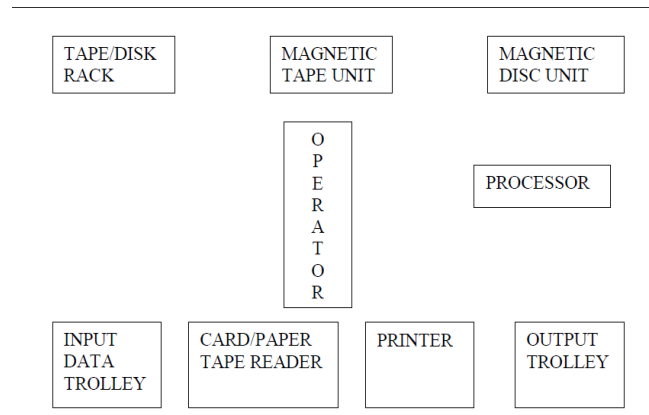 TAPE/DISK
RACK
MAGNETIC
TAPE UNIT
MAGNETIC
DISC UNIT
O
P
E
R
A
T
O
R
PROCESSOR
INPUT
DATA
TROLLEY
CARD/PAPER
TAPE READER
PRINTER
OUTPUT
TROLLEY